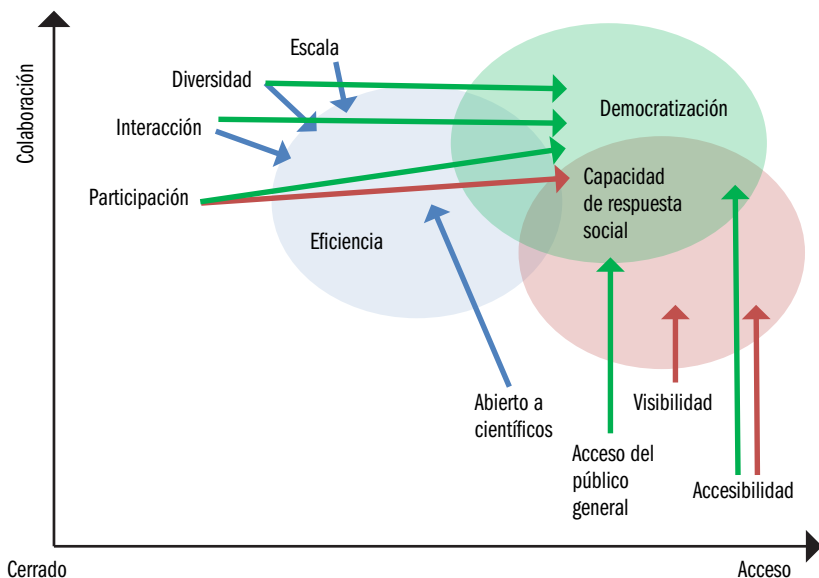 Colaboración
Escala
Diversidad
Interacción
Participación
Democratización
Capacidad
de respuesta
social
Eficiencia
Abierto a
científicos
Visibilidad
Acceso del
público
general
Accesibilidad
Cerrado
Acceso